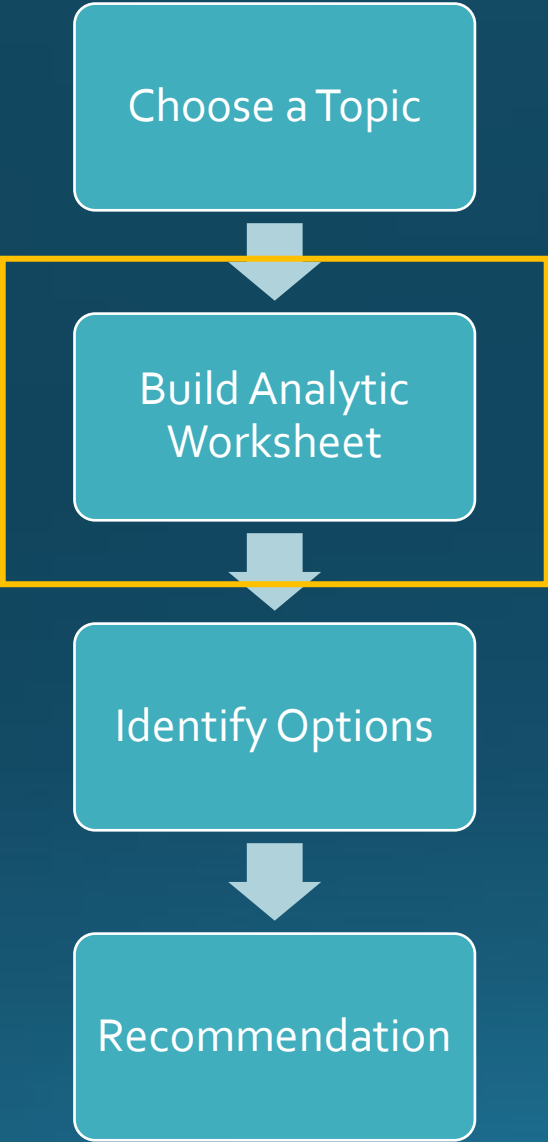 Choose a Topic
Build Analytic
Worksheet
Identify Options
Recommendation